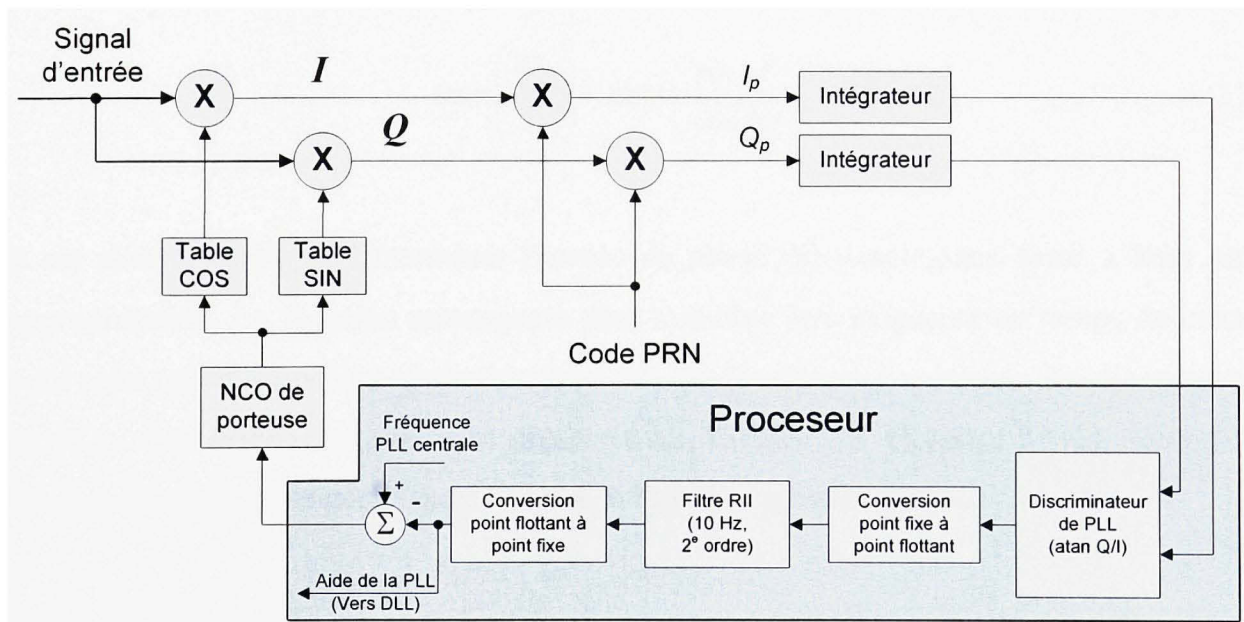 Signal
d'entrée
X
I
X
I_p
Intégrateur
X
Q
X
Q_p
Intégrateur
Table
COS
Table
SIN
Code PRN
NCO de
porteuse
Proceseur
Fréquence
PLL centrale
+
-
Σ
Conversion
point flottant à
point fixe
Filtre RII
(10 Hz,
2e ordre)
Conversion
point fixe à
point flottant
Discriminateur
de PLL
(atan Q/I)
Aide de la PLL
(Vers DLL)